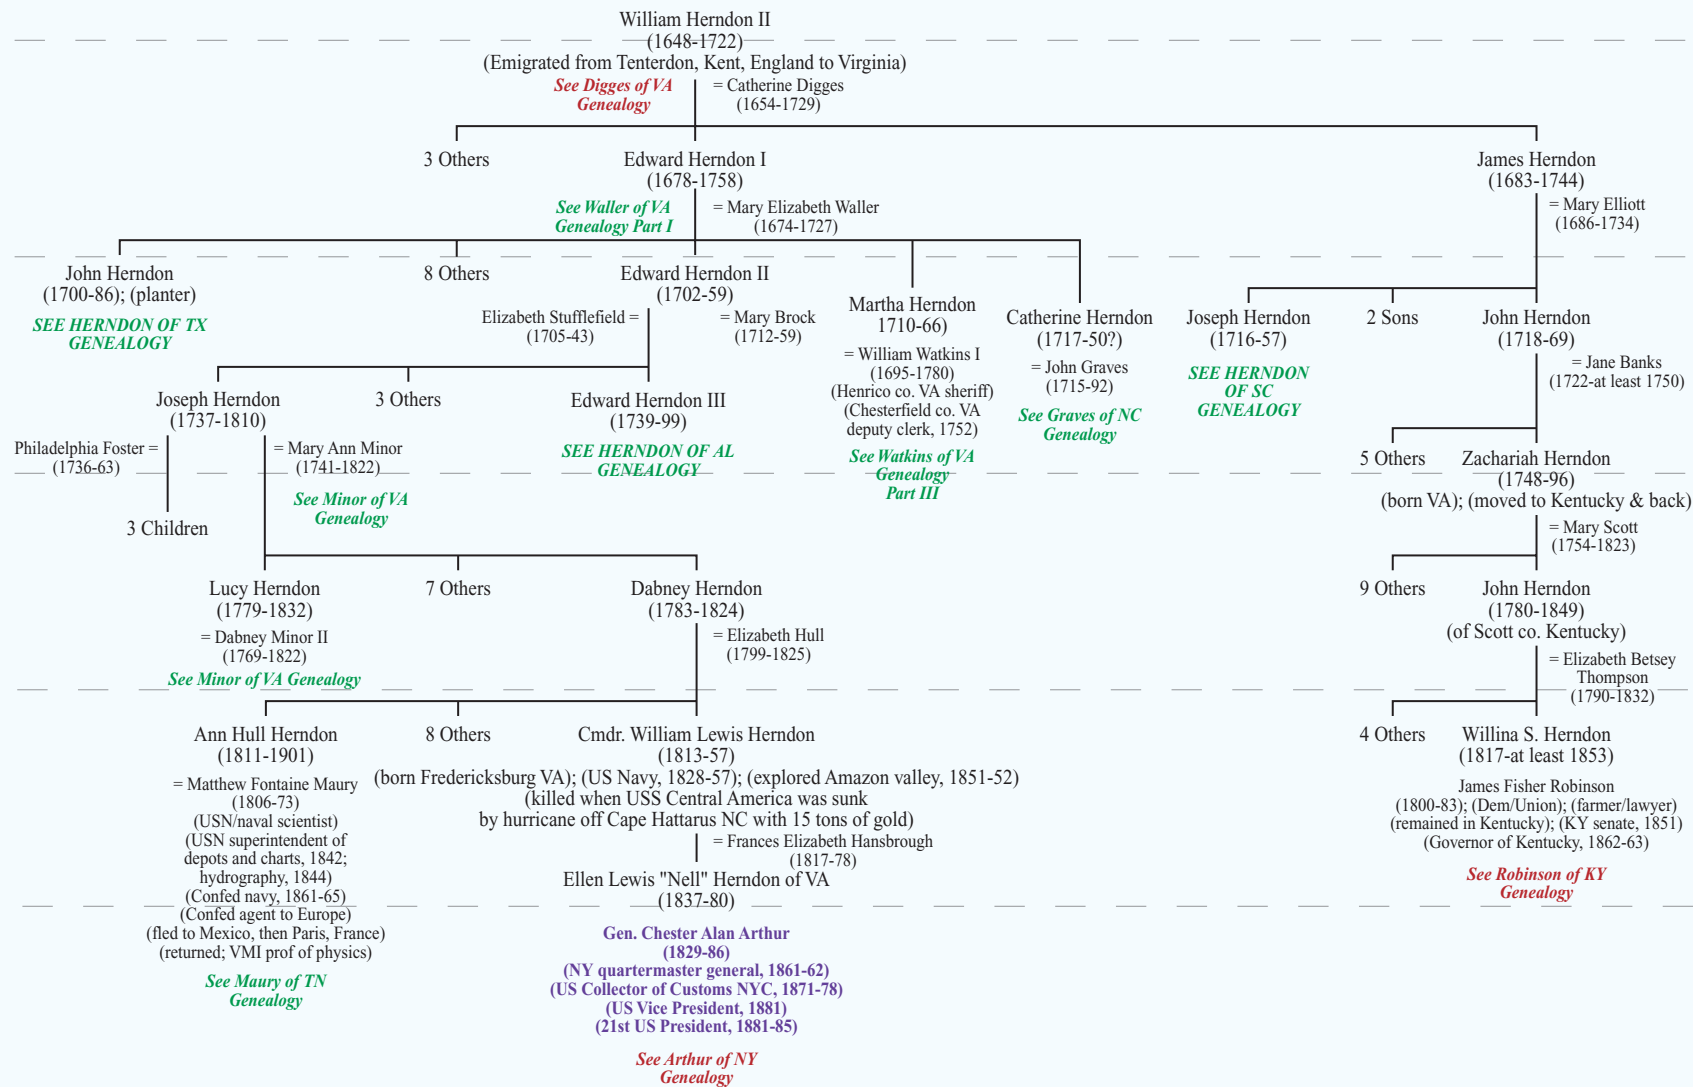 William Herndon II
(1648-1722)
(Emigrated from Tenterdon, Kent, England to Virginia)
See Digges of VA
Genealogy
= Catherine Digges
(1654-1729)
3 Others
Edward Herndon I
(1678-1758)
James Herndon
(1683-1744)
See Waller of VA
Genealogy Part I
= Mary Elizabeth Waller
(1674-1727)
= Mary Elliott
(1686-1734)
John Herndon
(1700-86); (planter)
SEE HERNDON OF TX
GENEALOGY
8 Others
Edward Herndon II
(1702-59)
Elizabeth Stufflefield =
(1705-43)
= Mary Brock
(1712-59)
Martha Herndon
1710-66)
= William Watkins I
(1695-1780)
(Henrico co. VA sheriff)
(Chesterfield co. VA
deputy clerk, 1752)
See Watkins of VA
Genealogy
Part III
Catherine Herndon
(1717-50?)
= John Graves
(1715-92)
See Graves of NC
Genealogy
Joseph Herndon
(1716-57)
SEE HERNDON
OF SC
GENEALOGY
2 Sons
John Herndon
(1718-69)
= Jane Banks
(1722-at least 1750)
Joseph Herndon
(1737-1810)
3 Others
Edward Herndon III
(1739-99)
SEE HERNDON OF AL
GENEALOGY
Philadelphia Foster =
(1736-63)
= Mary Ann Minor
(1741-1822)
See Minor of VA
Genealogy
3 Children
5 Others
Zachariah Herndon
(1748-96)
(born VA); (moved to Kentucky & back)
= Mary Scott
(1754-1823)
Lucy Herndon
(1779-1832)
= Dabney Minor II
(1769-1822)
See Minor of VA Genealogy
7 Others
Dabney Herndon
(1783-1824)
= Elizabeth Hull
(1799-1825)
9 Others
John Herndon
(1780-1849)
(of Scott co. Kentucky)
= Elizabeth Betsey
Thompson
(1790-1832)
Ann Hull Herndon
(1811-1901)
= Matthew Fontaine Maury
(1806-73)
(USN/naval scientist)
(USN superintendent of
depots and charts, 1842;
hydrography, 1844)
(Confed navy, 1861-65)
(Confed agent to Europe)
(fled to Mexico, then Paris, France)
(returned; VMI prof of physics)
See Maury of TN
Genealogy
8 Others
Cmdr. William Lewis Herndon
(1813-57)
(born Fredericksburg VA); (US Navy, 1828-57); (explored Amazon valley, 1851-52)
(killed when USS Central America was sunk
by hurricane off Cape Hattarus NC with 15 tons of gold)
= Frances Elizabeth Hansbrough
(1817-78)
Ellen Lewis "Nell" Herndon of VA
(1837-80)
Gen. Chester Alan Arthur
(1829-86)
(NY quartermaster general, 1861-62)
(US Collector of Customs NYC, 1871-78)
(US Vice President, 1881)
(21st US President, 1881-85)
See Arthur of NY
Genealogy
4 Others
Willina S. Herndon
(1817-at least 1853)
James Fisher Robinson
(1800-83); (Dem/Union); (farmer/lawyer)
(remained in Kentucky); (KY senate, 1851)
(Governor of Kentucky, 1862-63)
See Robinson of KY
Genealogy